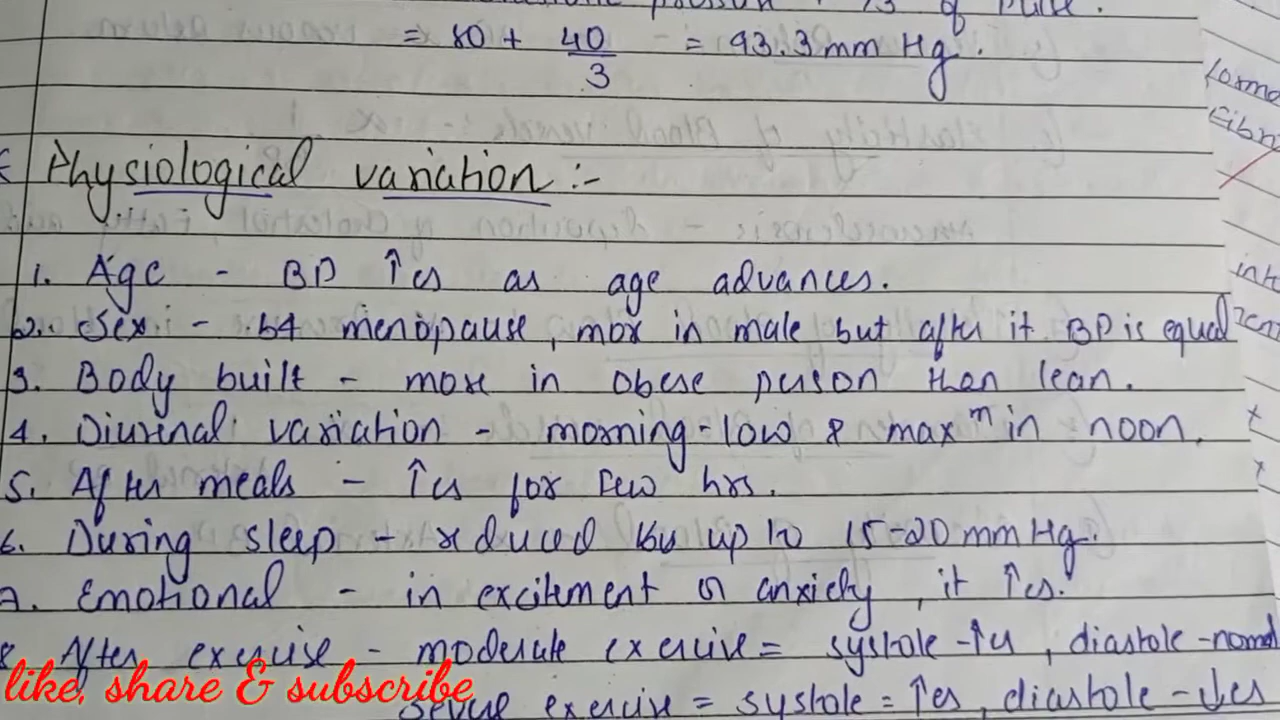 of Pulse.
= 80 + 40/3 = 93.3 mm Hg.
Physiological variation :-
1. Age - BP ↑es as age advances.
2. Sex - b4 menopause, more in male but after it BP is equal
3. Body built - more in obese person then lean.
4. Diurinal variation - morning - low & maxᵐ in noon.
5. After meals - ↑es for few hrs.
6. During sleep - reduced by up to 15-20 mm Hg.
7. Emotional - in excitement or anxiety, it ↑es.
8. After exercise - moderate exercise = systole - ↑es, diastole - normal
severe exercise = systole = ↑es, diastole - ↓es
like, share & subscribe